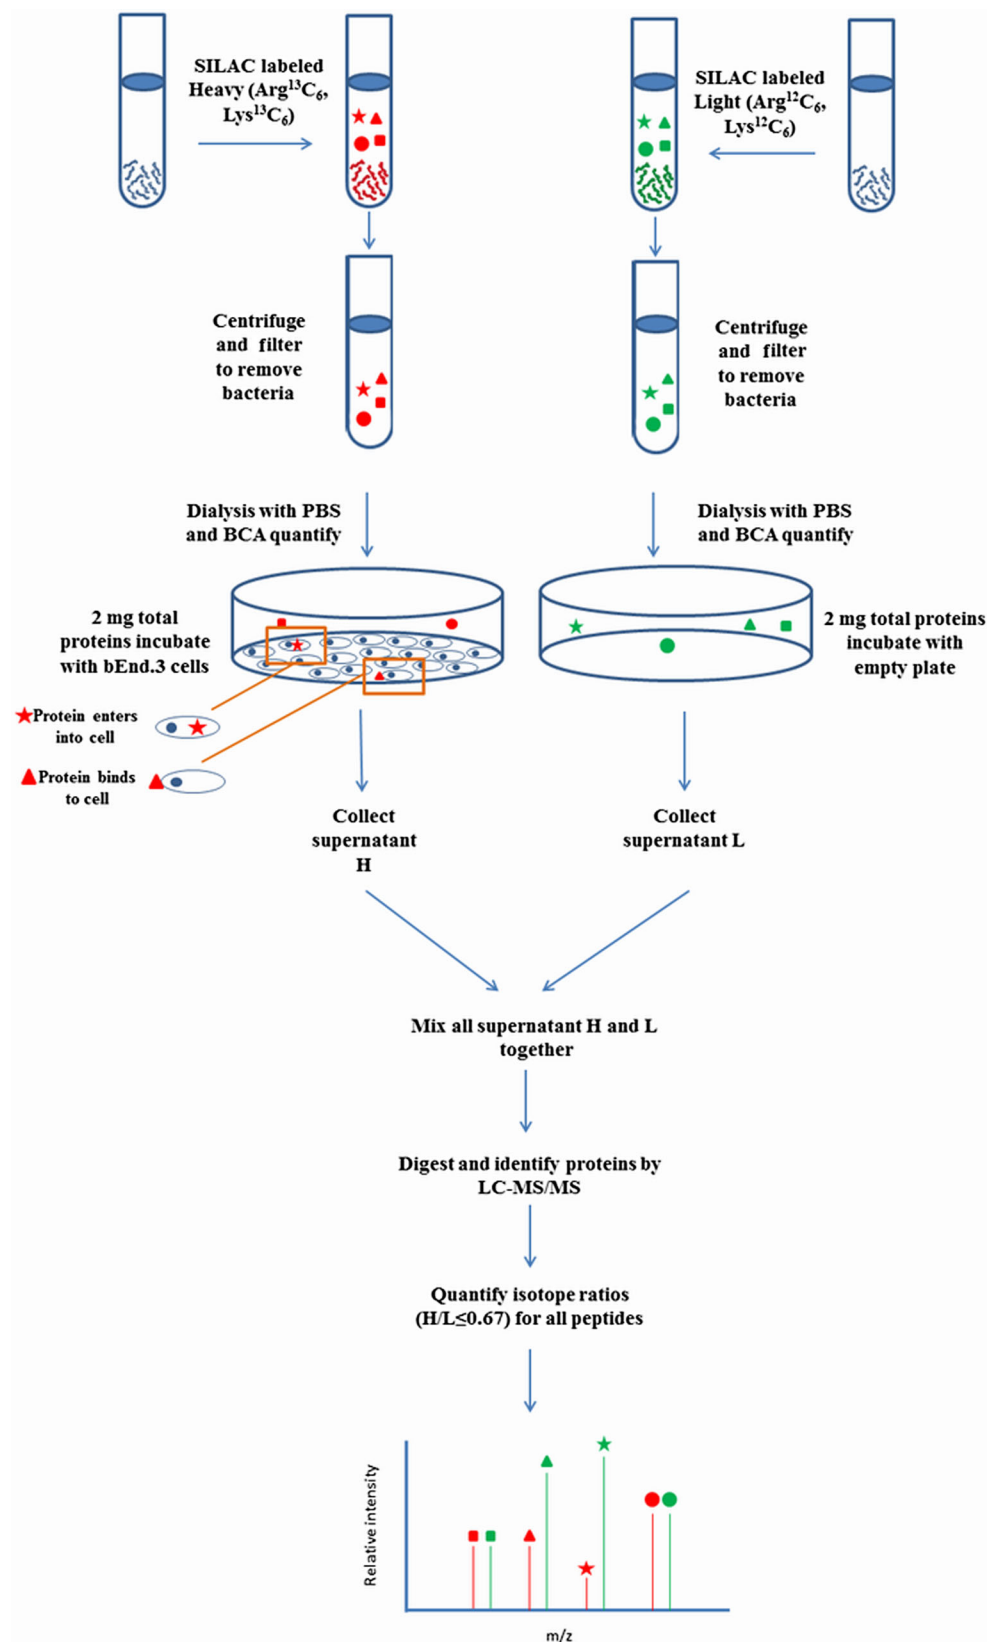 SILAC labeled
Heavy (Arg¹³C₆,
Lys¹³C₆)
SILAC labeled
Light (Arg¹²C₆,
Lys¹²C₆)
Centrifuge
and filter
to remove
bacteria
Centrifuge
and filter
to remove
bacteria
Dialysis with PBS
and BCA quantify
Dialysis with PBS
and BCA quantify
2 mg total
proteins incubate
with bEnd.3 cells
2 mg total proteins
incubate with
empty plate
Protein enters
into cell
Protein binds
to cell
Collect
supernatant
H
Collect
supernatant L
Mix all supernatant H and L
together
Digest and identify proteins by
LC-MS/MS
Quantify isotope ratios
(H/L≤0.67) for all peptides
Relative intensity
m/z